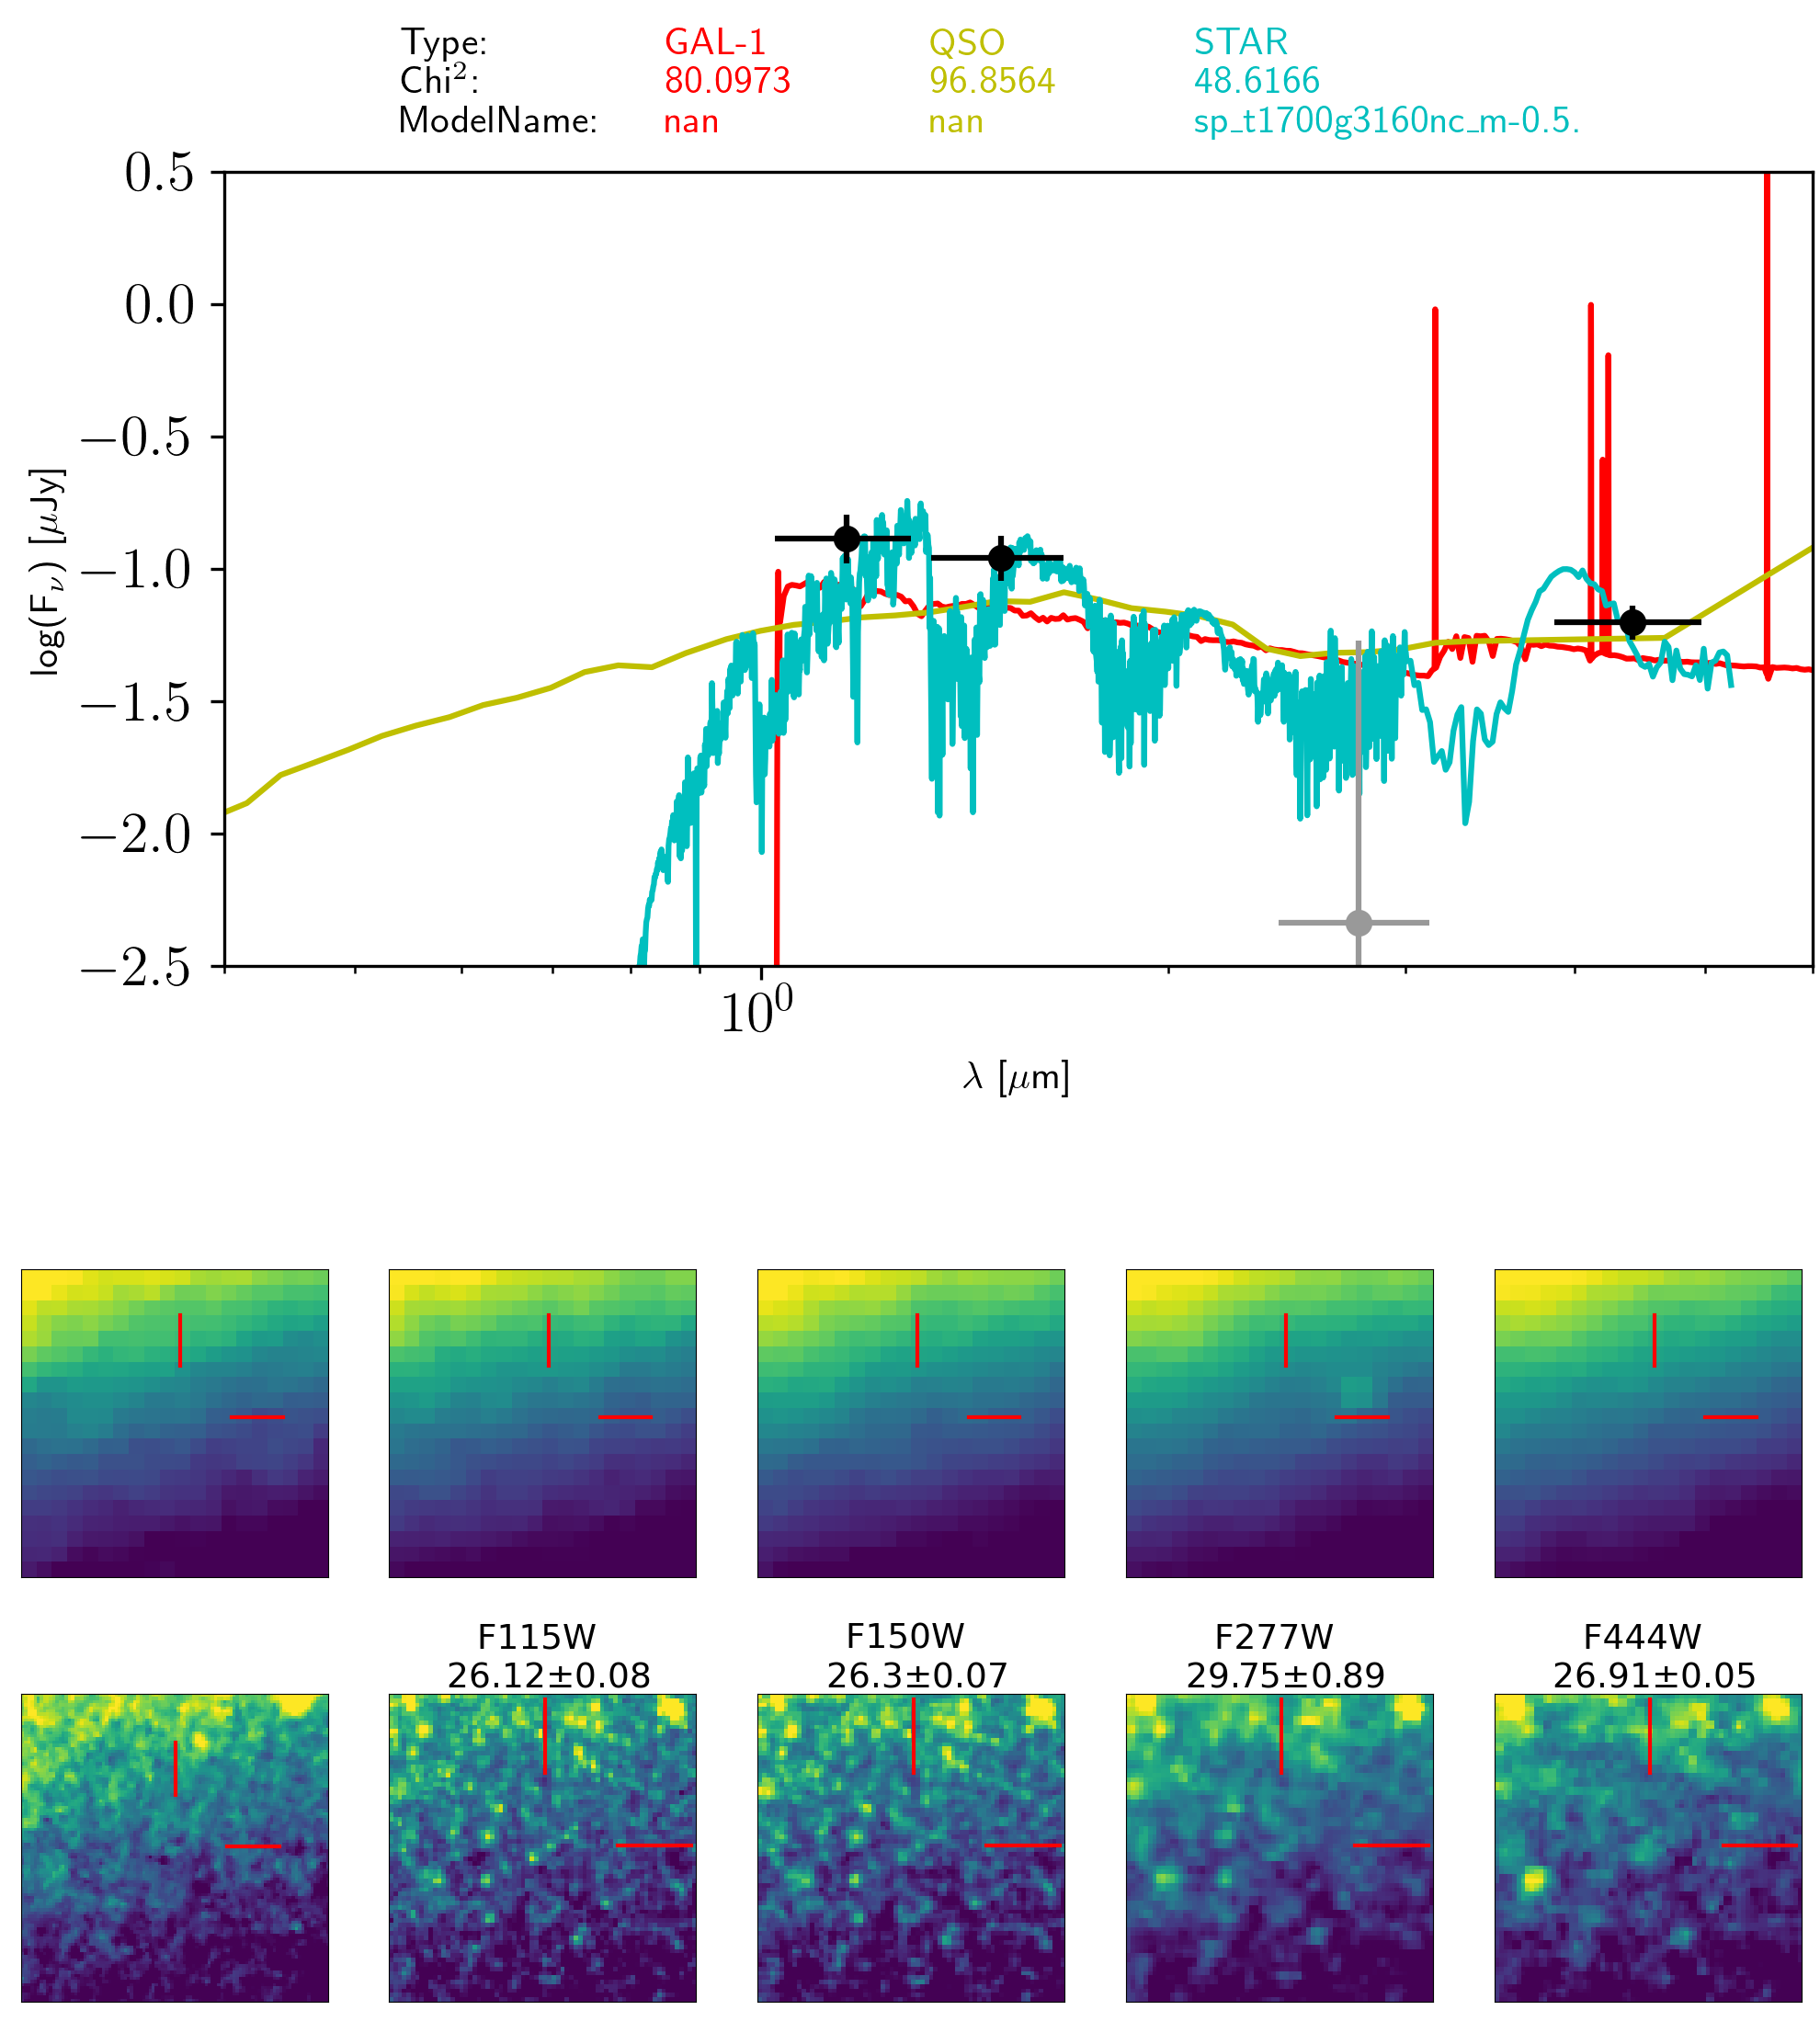 Type: GAL-1 QSO STAR
Chi²: 80.0973 96.8564 48.6166
ModelName: nan nan sp_t1700g3160nc_m-0.5.
0.5
0.0
−0.5
−1.0
−1.5
−2.0
−2.5
log(Fν) [μJy]
10⁰
λ [μm]
F115W F150W F277W F444W
26.12±0.08 26.3±0.07 29.75±0.89 26.91±0.05